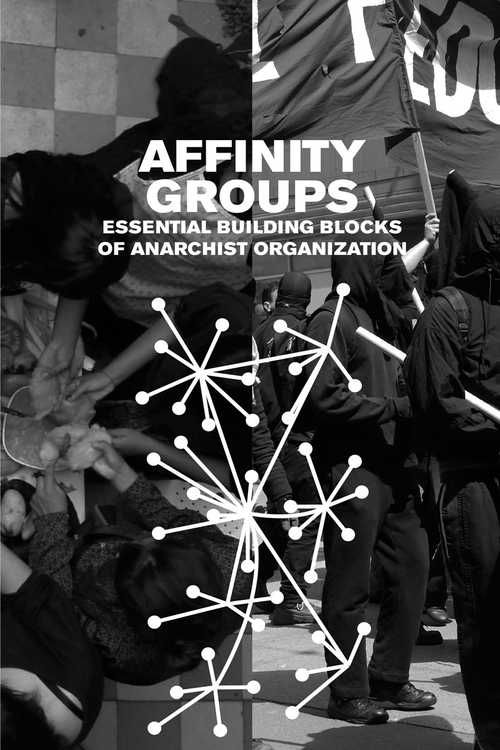 AFFINITY
GROUPS
ESSENTIAL BUILDING BLOCKS
OF ANARCHIST ORGANIZATION